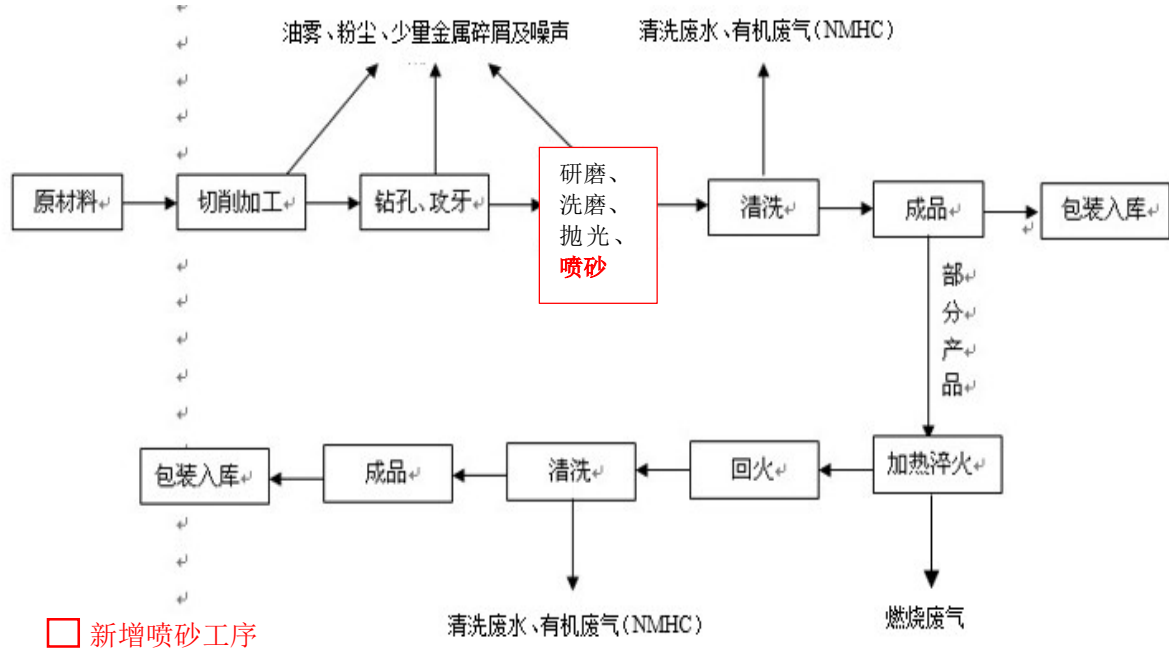 油雾、粉尘、少量金属碎屑及噪声
清洗废水、有机废气(NMHC)
原材料
切削加工
钻孔、攻牙
研磨、
洗磨、
抛光、
喷砂
清洗
成品
包装入库
部
分
产
品
加热淬火
回火
清洗
成品
包装入库
清洗废水、有机废气(NMHC)
燃烧废气
新增喷砂工序